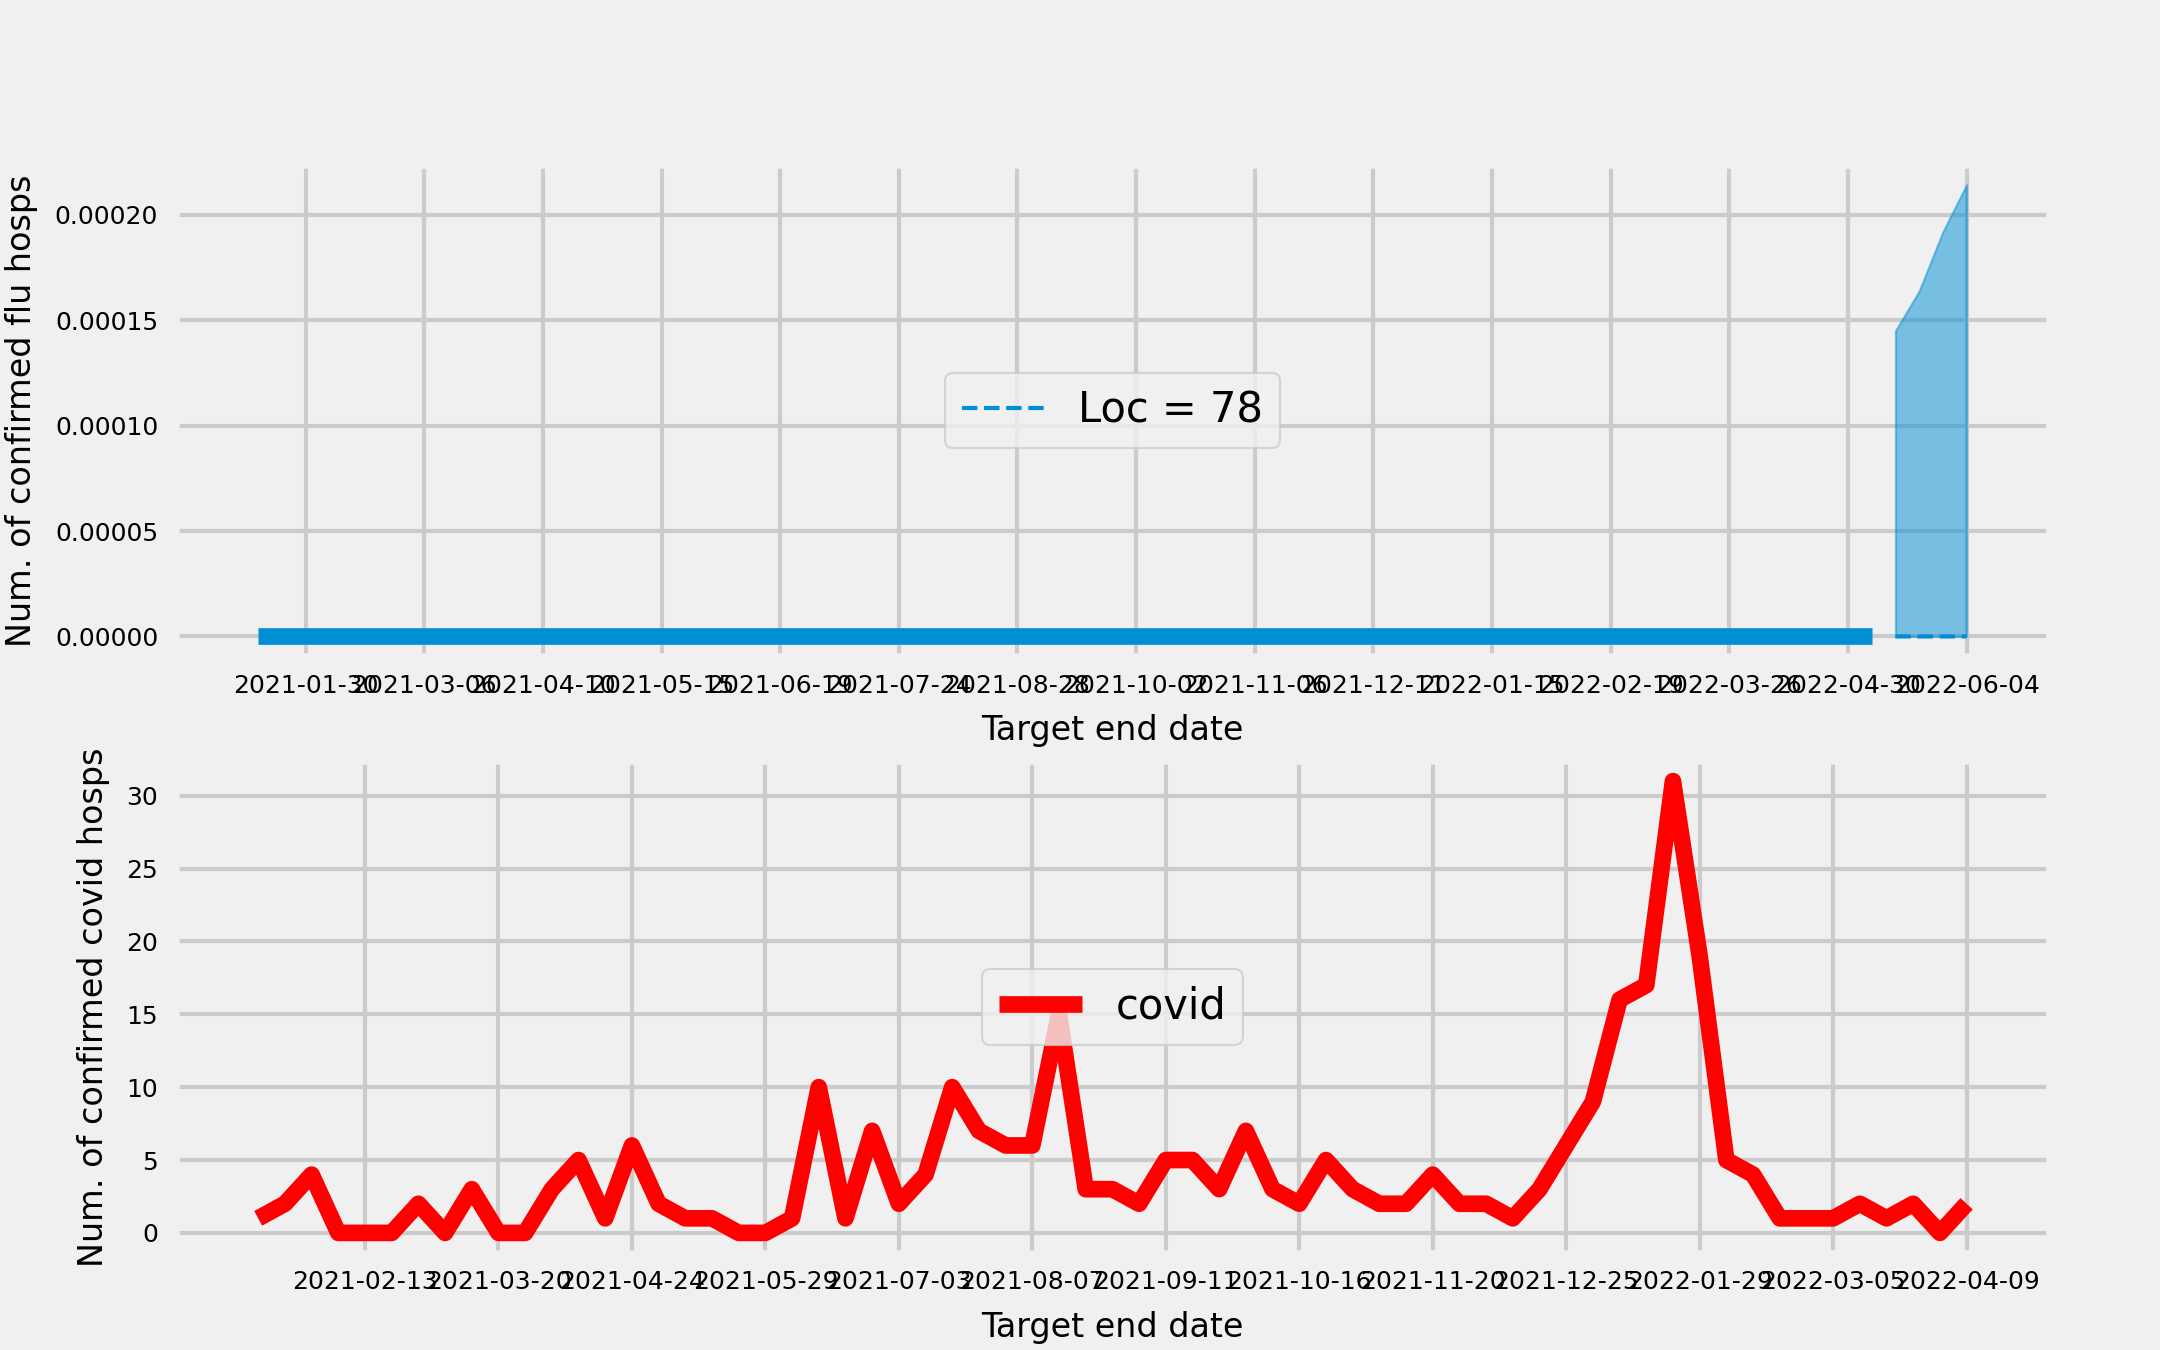 Num. of confirmed flu hosps
0.00020
0.00015
0.00010
0.00005
0.00000
Loc = 78
2021-01-30 2021-03-06 2021-04-10 2021-05-15 2021-06-19 2021-07-24 2021-08-28 2021-10-02 2021-11-06 2021-12-11 2022-01-15 2022-02-19 2022-03-26 2022-04-30 2022-06-04
Target end date
Num. of confirmed covid hosps
30
25
20
15
10
5
0
covid
2021-02-13 2021-03-20 2021-04-24 2021-05-29 2021-07-03 2021-08-07 2021-09-11 2021-10-16 2021-11-20 2021-12-25 2022-01-29 2022-03-05 2022-04-09
Target end date